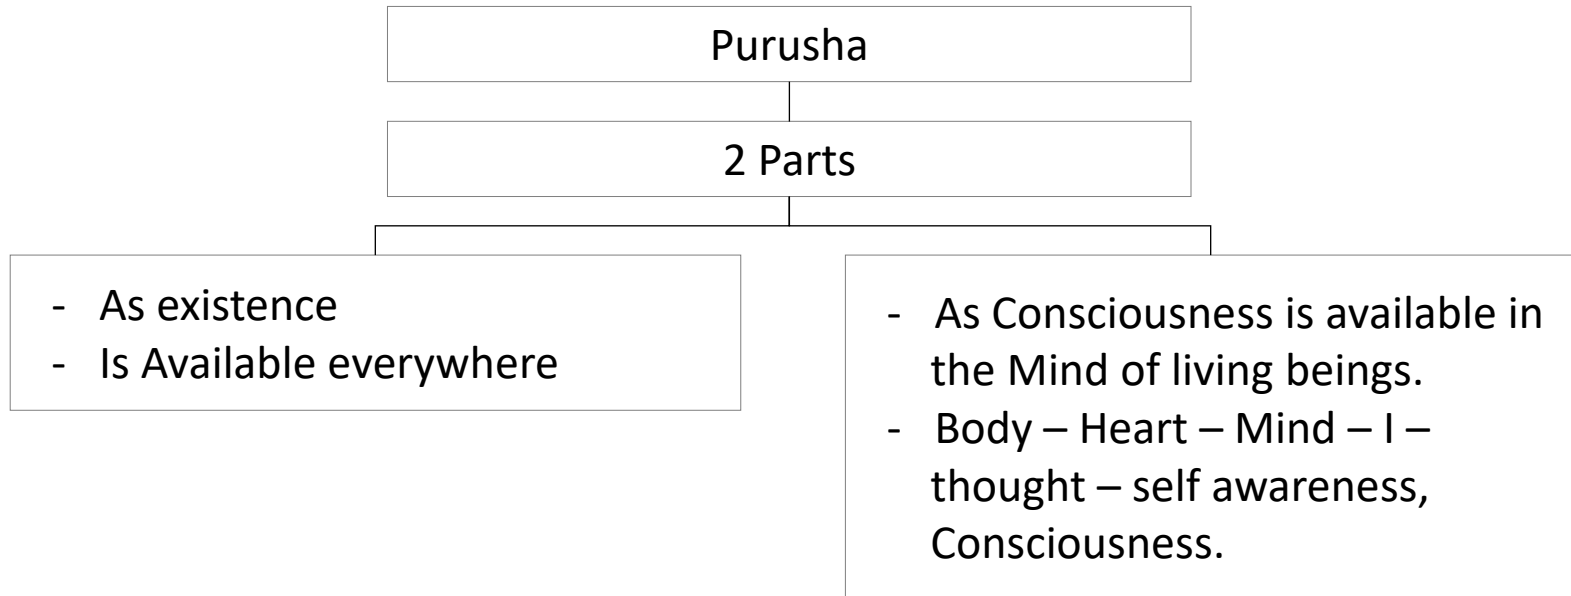 Purusha
2 Parts
- As existence
- Is Available everywhere
- As Consciousness is available in
the Mind of living beings.
- Body – Heart – Mind – I –
thought – self awareness,
Consciousness.